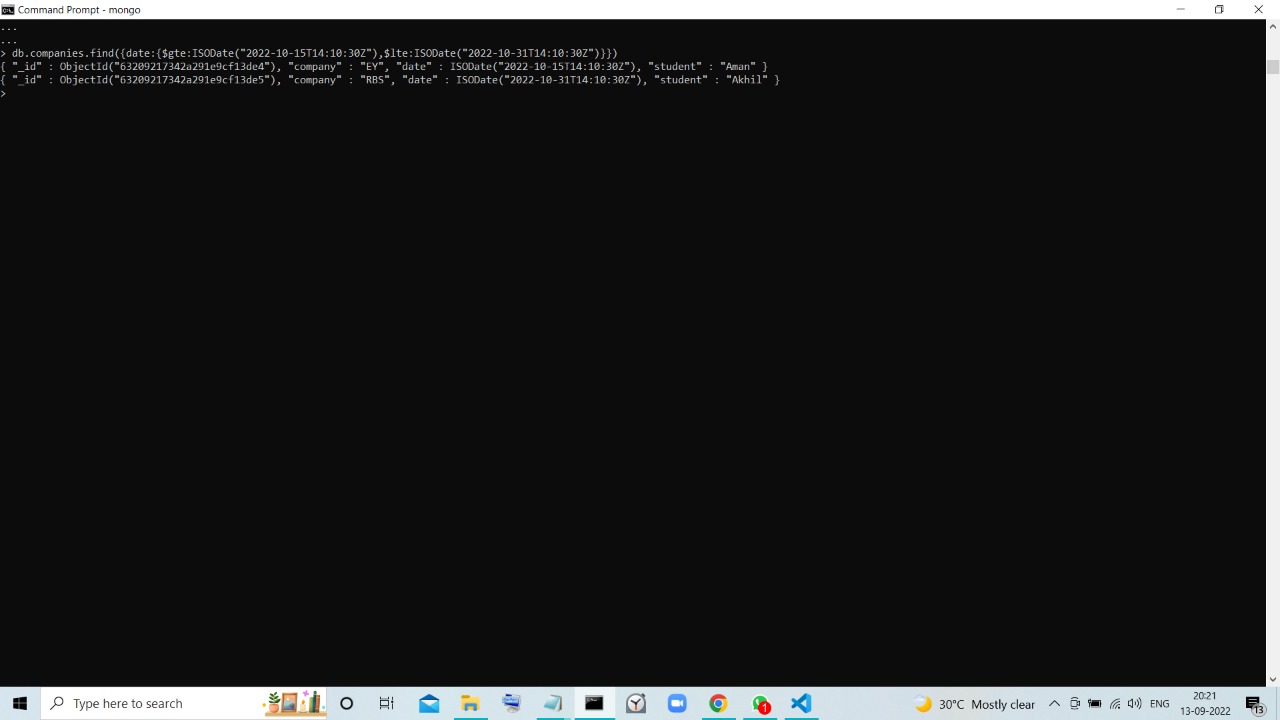 Command Prompt - mongo
...
...
> db.companies.find({date:{$gte:ISODate("2022-10-15T14:10:30Z"),$lte:ISODate("2022-10-31T14:10:30Z")}})
{ "_id" : ObjectId("63209217342a291e9cf13de4"), "company" : "EY", "date" : ISODate("2022-10-15T14:10:30Z"), "student" : "Aman" }
{ "_id" : ObjectId("63209217342a291e9cf13de5"), "company" : "RBS", "date" : ISODate("2022-10-31T14:10:30Z"), "student" : "Akhil" }
>
Type here to search
1
30°C Mostly clear
ENG
20:21
13-09-2022
13